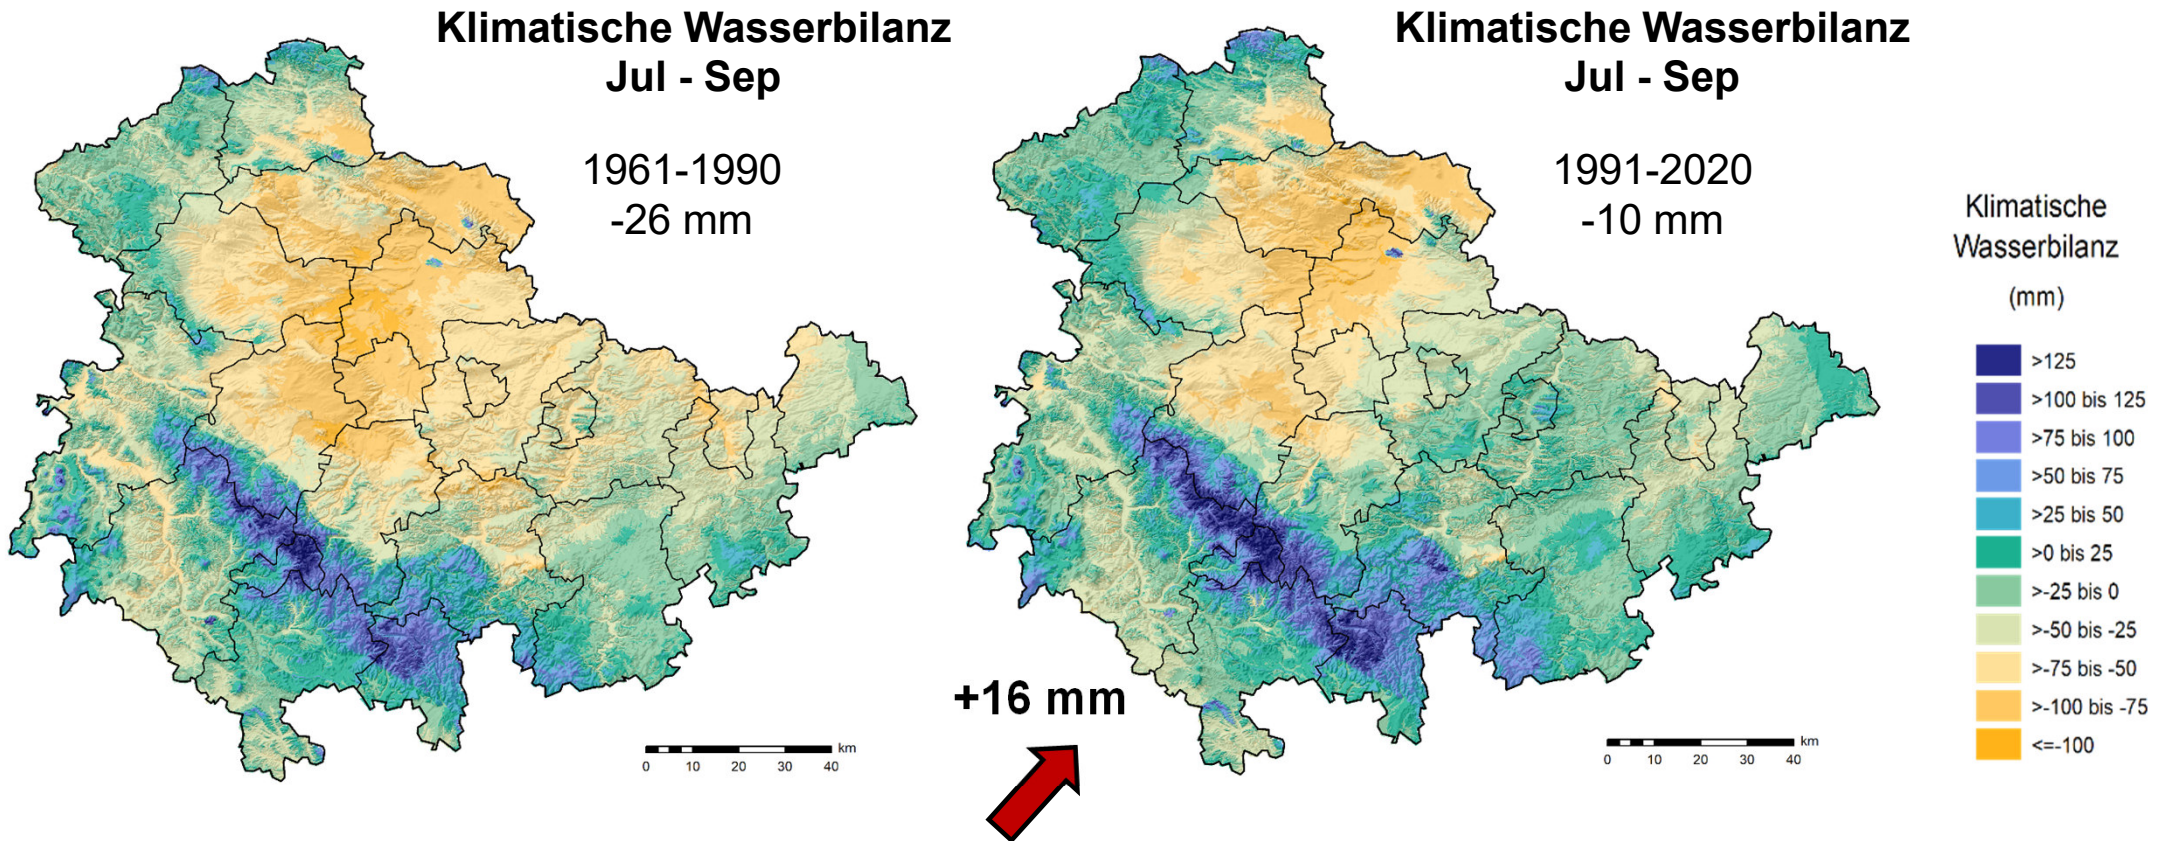 Klimatische Wasserbilanz
Jul - Sep
1961-1990
-26 mm
km
0 10 20 30 40
+16 mm
Klimatische Wasserbilanz
Jul - Sep
1991-2020
-10 mm
km
0 10 20 30 40
Klimatische
Wasserbilanz
(mm)
>125
>100 bis 125
>75 bis 100
>50 bis 75
>25 bis 50
>0 bis 25
>-25 bis 0
>-50 bis -25
>-75 bis -50
>-100 bis -75
<=-100